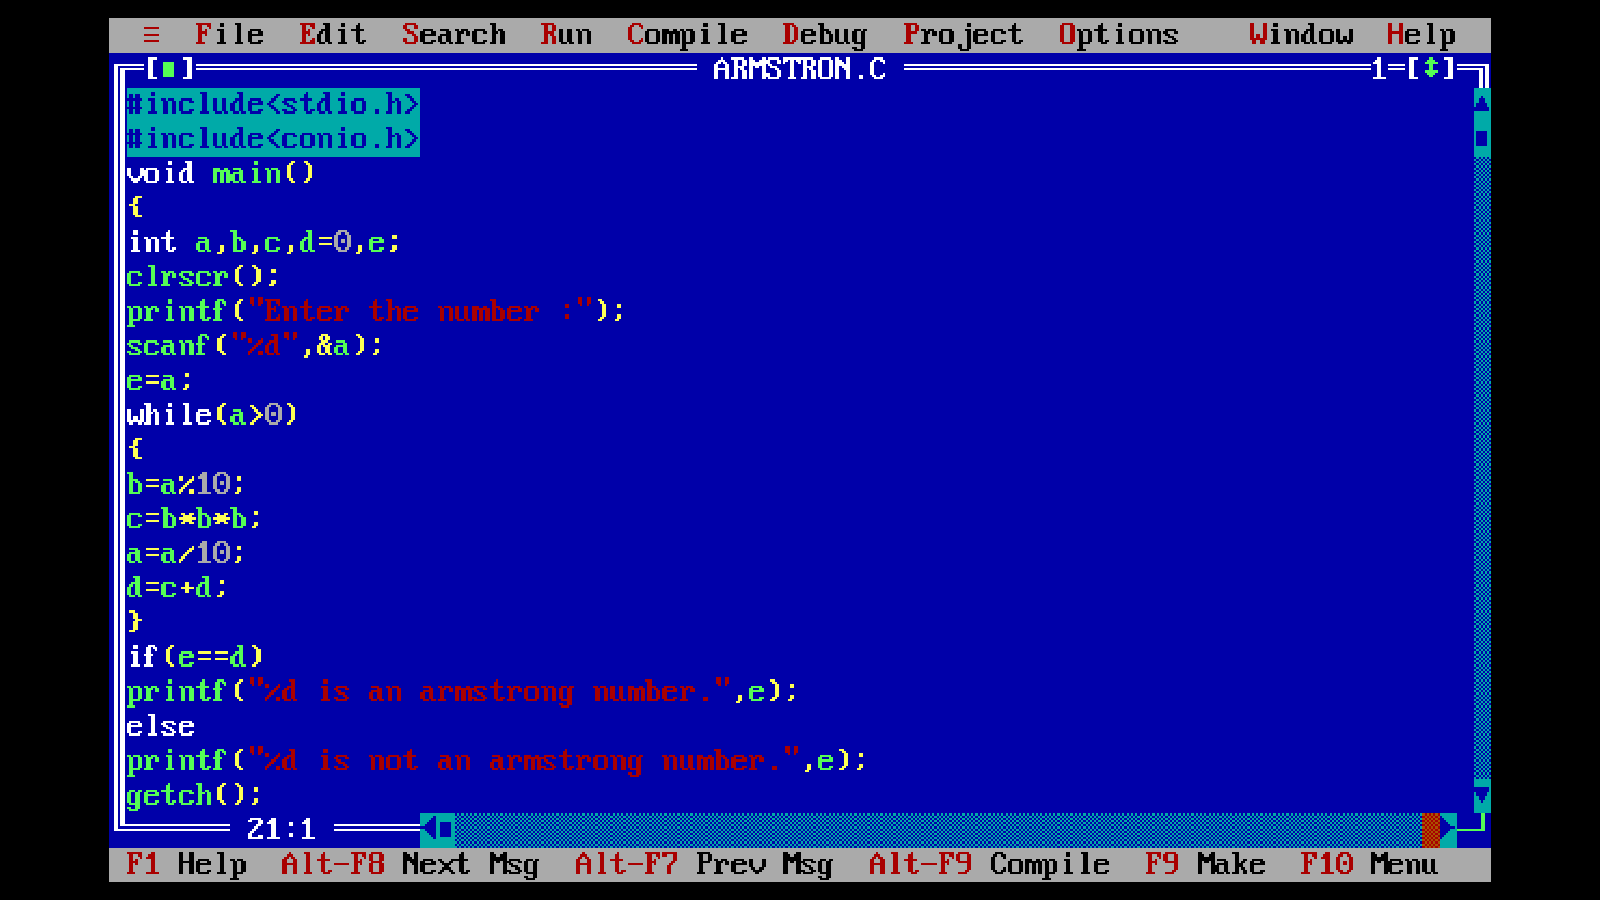 ≡ File Edit Search Run Compile Debug Project Options Window Help
[■] ARMSTRON.C 1=[↕]
#include<stdio.h>
#include<conio.h>
void main()
{
int a,b,c,d=0,e;
clrscr();
printf("Enter the number :");
scanf("%d",&a);
e=a;
while(a>0)
{
b=a%10;
c=b*b*b;
a=a/10;
d=c+d;
}
if(e==d)
printf("%d is an armstrong number.",e);
else
printf("%d is not an armstrong number.",e);
getch();
21:1
F1 Help Alt-F8 Next Msg Alt-F7 Prev Msg Alt-F9 Compile F9 Make F10 Menu